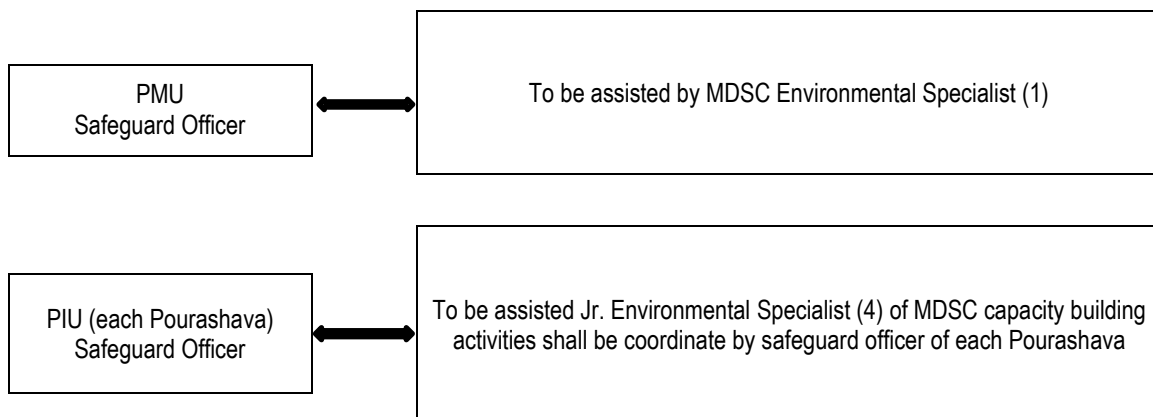 PMU
Safeguard Officer
To be assisted by MDSC Environmental Specialist (1)
PIU (each Pourashava)
Safeguard Officer
To be assisted Jr. Environmental Specialist (4) of MDSC capacity building
activities shall be coordinate by safeguard officer of each Pourashava